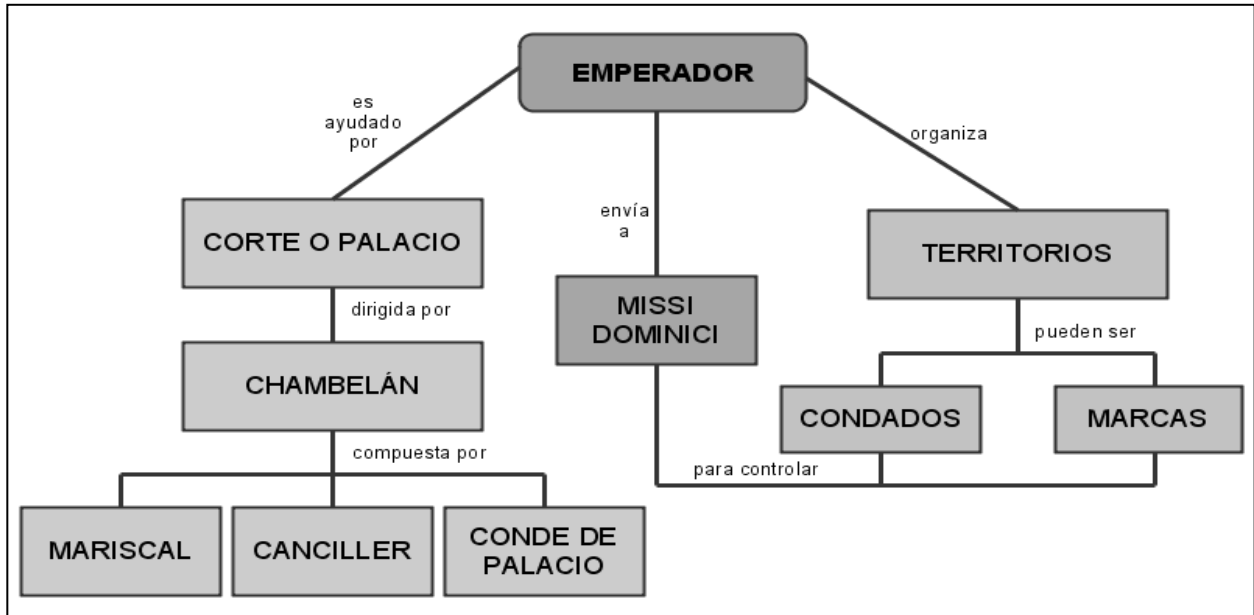 EMPERADOR
es
ayudado
por
organiza
envía
a
CORTE O PALACIO
TERRITORIOS
dirigida por
MISSI
DOMINICI
pueden ser
CHAMBELÁN
CONDADOS
MARCAS
compuesta por
para controlar
MARISCAL
CANCILLER
CONDE DE
PALACIO